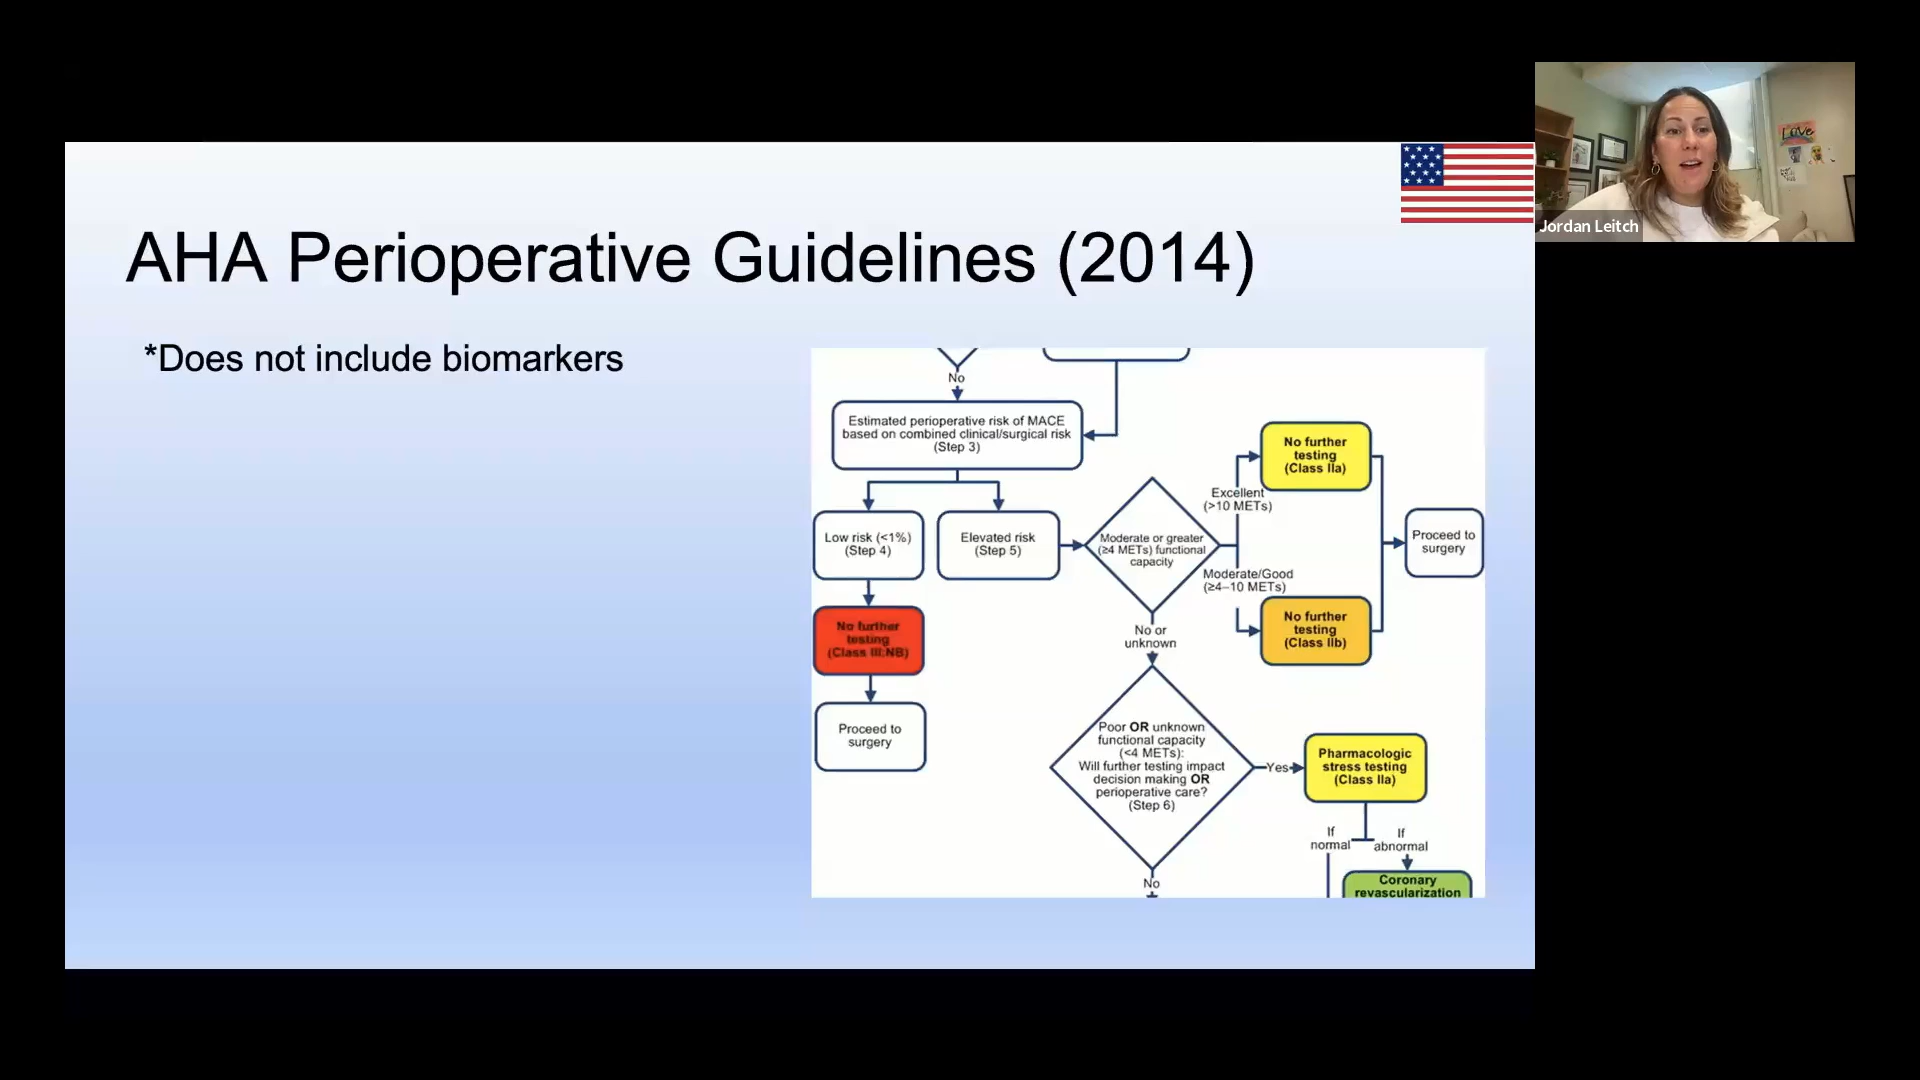 AHA Perioperative Guidelines (2014)
*Does not include biomarkers
No
Estimated perioperative risk of MACE
based on combined clinical/surgical risk
(Step 3)
Low risk (<1%)
(Step 4)
Elevated risk
(Step 5)
Moderate or greater
(≥4 METs) functional
capacity
Excellent
(>10 METs)
No further
testing
(Class IIa)
Moderate/Good
(≥4–10 METs)
No further
testing
(Class IIb)
Proceed to
surgery
No further
testing
(Class III:NB)
Proceed to
surgery
No or
unknown
Poor OR unknown
functional capacity
(<4 METs):
Will further testing impact
decision making OR
perioperative care?
(Step 6)
Yes
Pharmacologic
stress testing
(Class IIa)
If
normal
If
abnormal
Coronary
revascularization
No
Jordan Leitch
LOVe